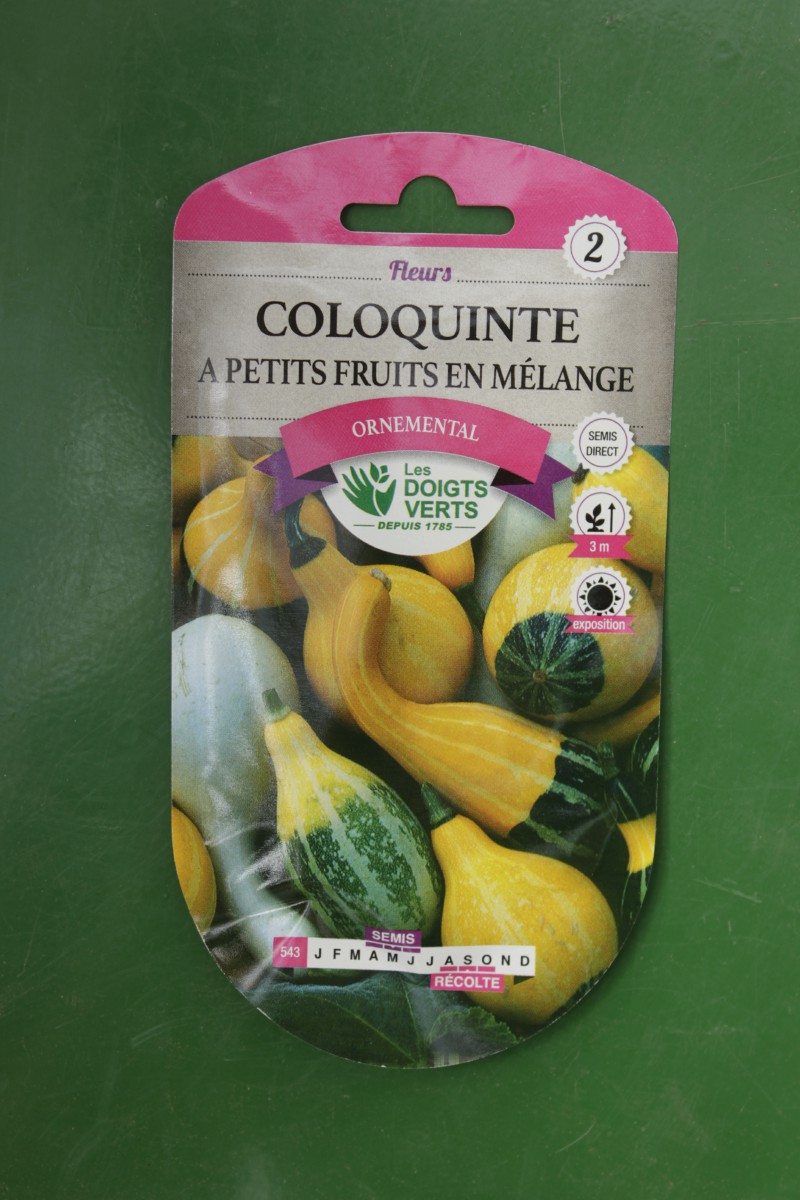 2
Fleurs
COLOQUINTE
A PETITS FRUITS EN MÉLANGE
ORNEMENTAL
SEMIS
DIRECT
Les
DOIGTS
VERTS
DEPUIS 1785
3 m
exposition
SEMIS
543 J F M A M J J A S O N D
RÉCOLTE